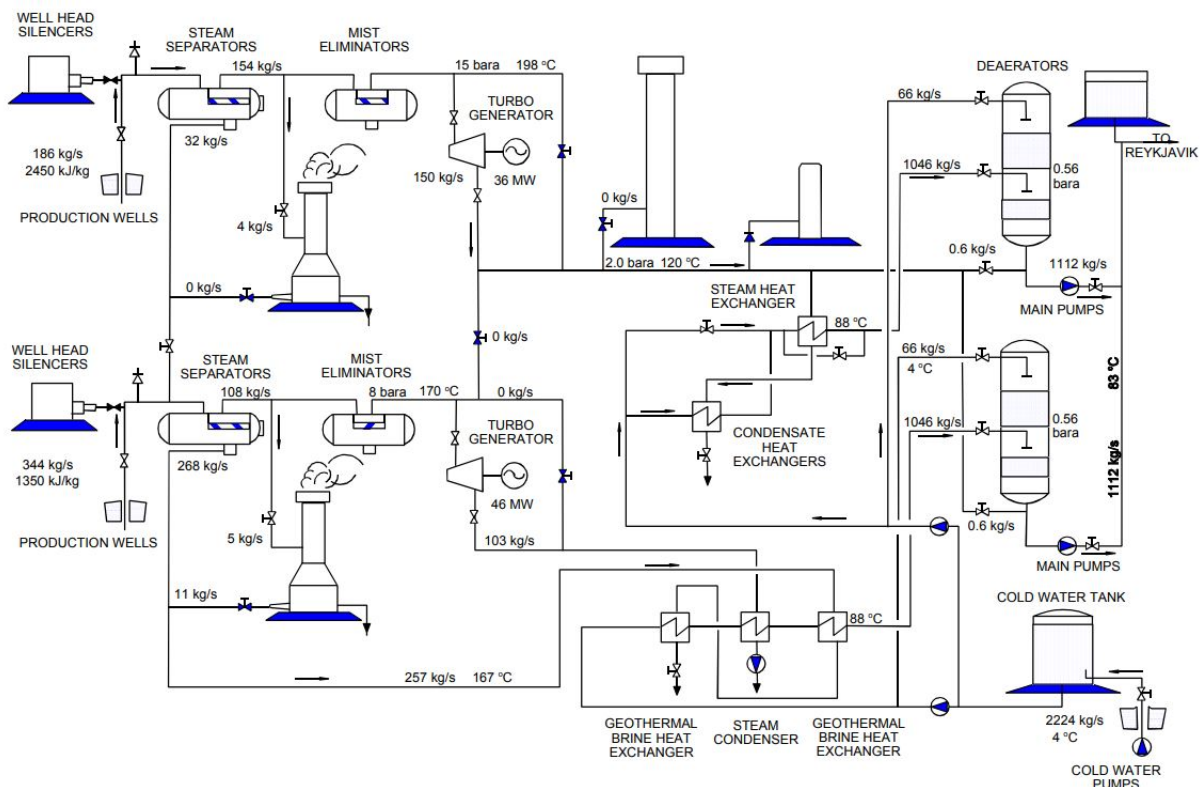 WELL HEAD
SILENCERS
STEAM
SEPARATORS
MIST
ELIMINATORS
154 kg/s
15 bara 198 °C
TURBO
GENERATOR
32 kg/s
186 kg/s
2450 kJ/kg
PRODUCTION WELLS
150 kg/s
36 MW
4 kg/s
0 kg/s
0 kg/s
2.0 bara 120 °C
DEAERATORS
66 kg/s
TO
REYKJAVIK
1046 kg/s
0.56
bara
0.6 kg/s
1112 kg/s
MAIN PUMPS
STEAM HEAT
EXCHANGER
88 °C
0 kg/s
WELL HEAD
SILENCERS
STEAM
SEPARATORS
MIST
ELIMINATORS
108 kg/s
8 bara 170 °C
0 kg/s
TURBO
GENERATOR
268 kg/s
344 kg/s
1350 kJ/kg
PRODUCTION WELLS
46 MW
5 kg/s
103 kg/s
11 kg/s
CONDENSATE
HEAT
EXCHANGERS
66 kg/s
4 °C
83 °C
1046 kg/s
0.56
bara
1112 kg/s
0.6 kg/s
MAIN PUMPS
257 kg/s 167 °C
88 °C
GEOTHERMAL
BRINE HEAT
EXCHANGER
STEAM
CONDENSER
GEOTHERMAL
BRINE HEAT
EXCHANGER
COLD WATER TANK
2224 kg/s
4 °C
COLD WATER
PUMPS